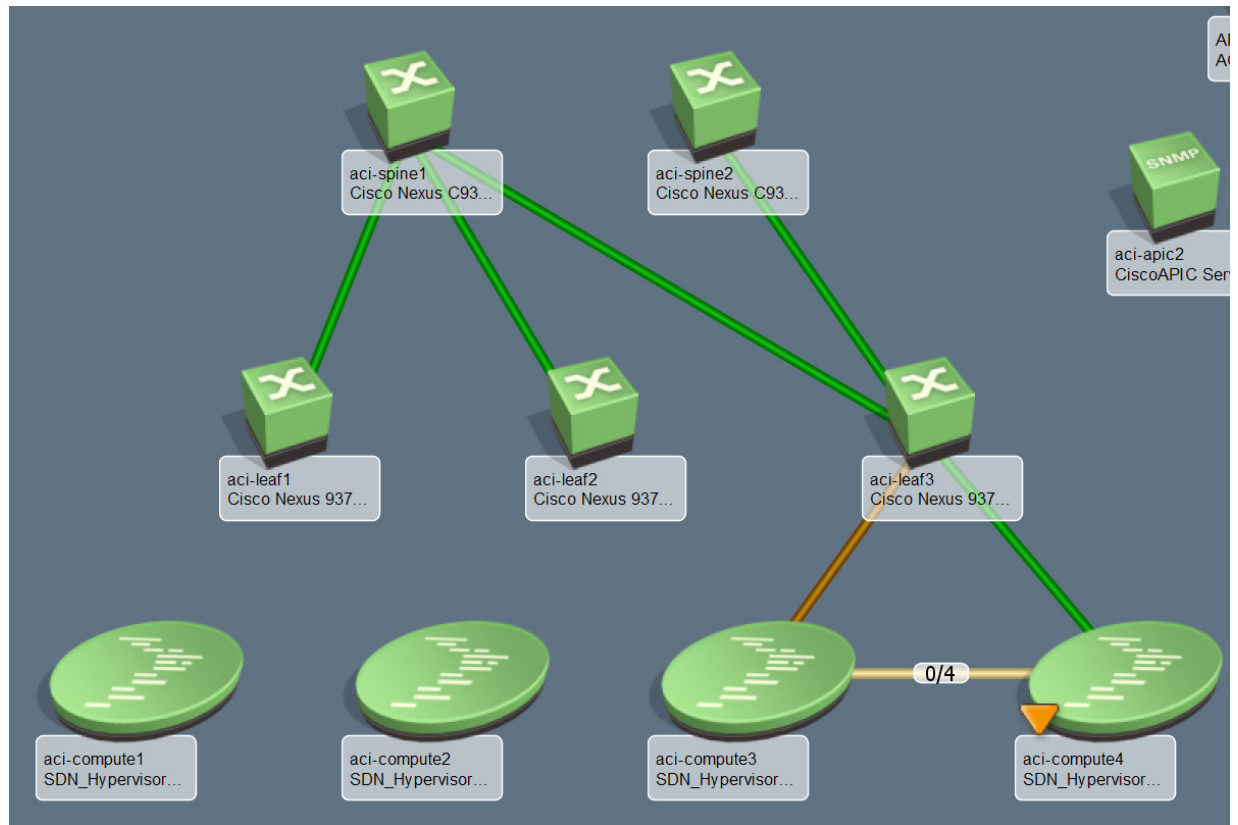 AC
SNMP
aci-spine1
Cisco Nexus C93...
aci-spine2
Cisco Nexus C93...
aci-apic2
CiscoAPIC Ser
aci-leaf1
Cisco Nexus 937...
aci-leaf2
Cisco Nexus 937...
aci-leaf3
Cisco Nexus 937...
0/4
aci-compute1
SDN_Hypervisor...
aci-compute2
SDN_Hypervisor...
aci-compute3
SDN_Hypervisor...
aci-compute4
SDN_Hypervisor...